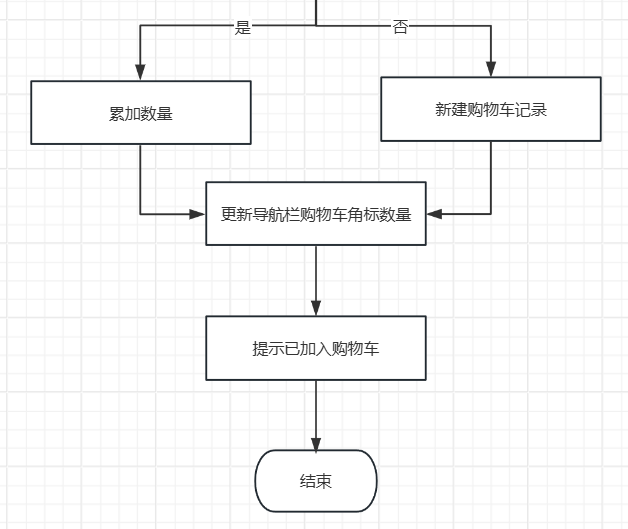 是
否
累加数量
新建购物车记录
更新导航栏购物车角标数量
提示已加入购物车
结束